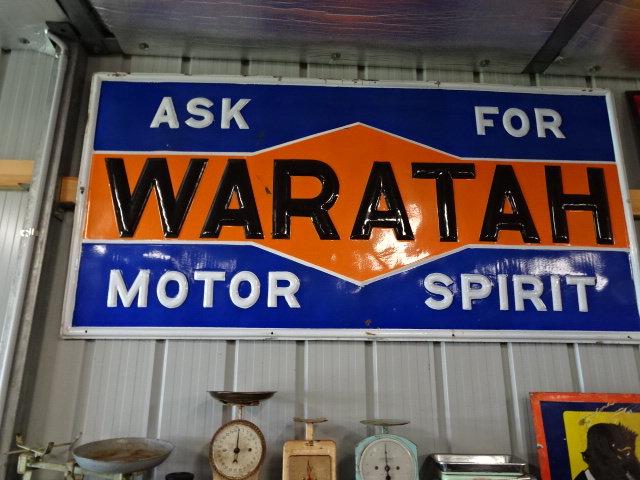 ASK FOR
WARATAH
MOTOR SPIRIT